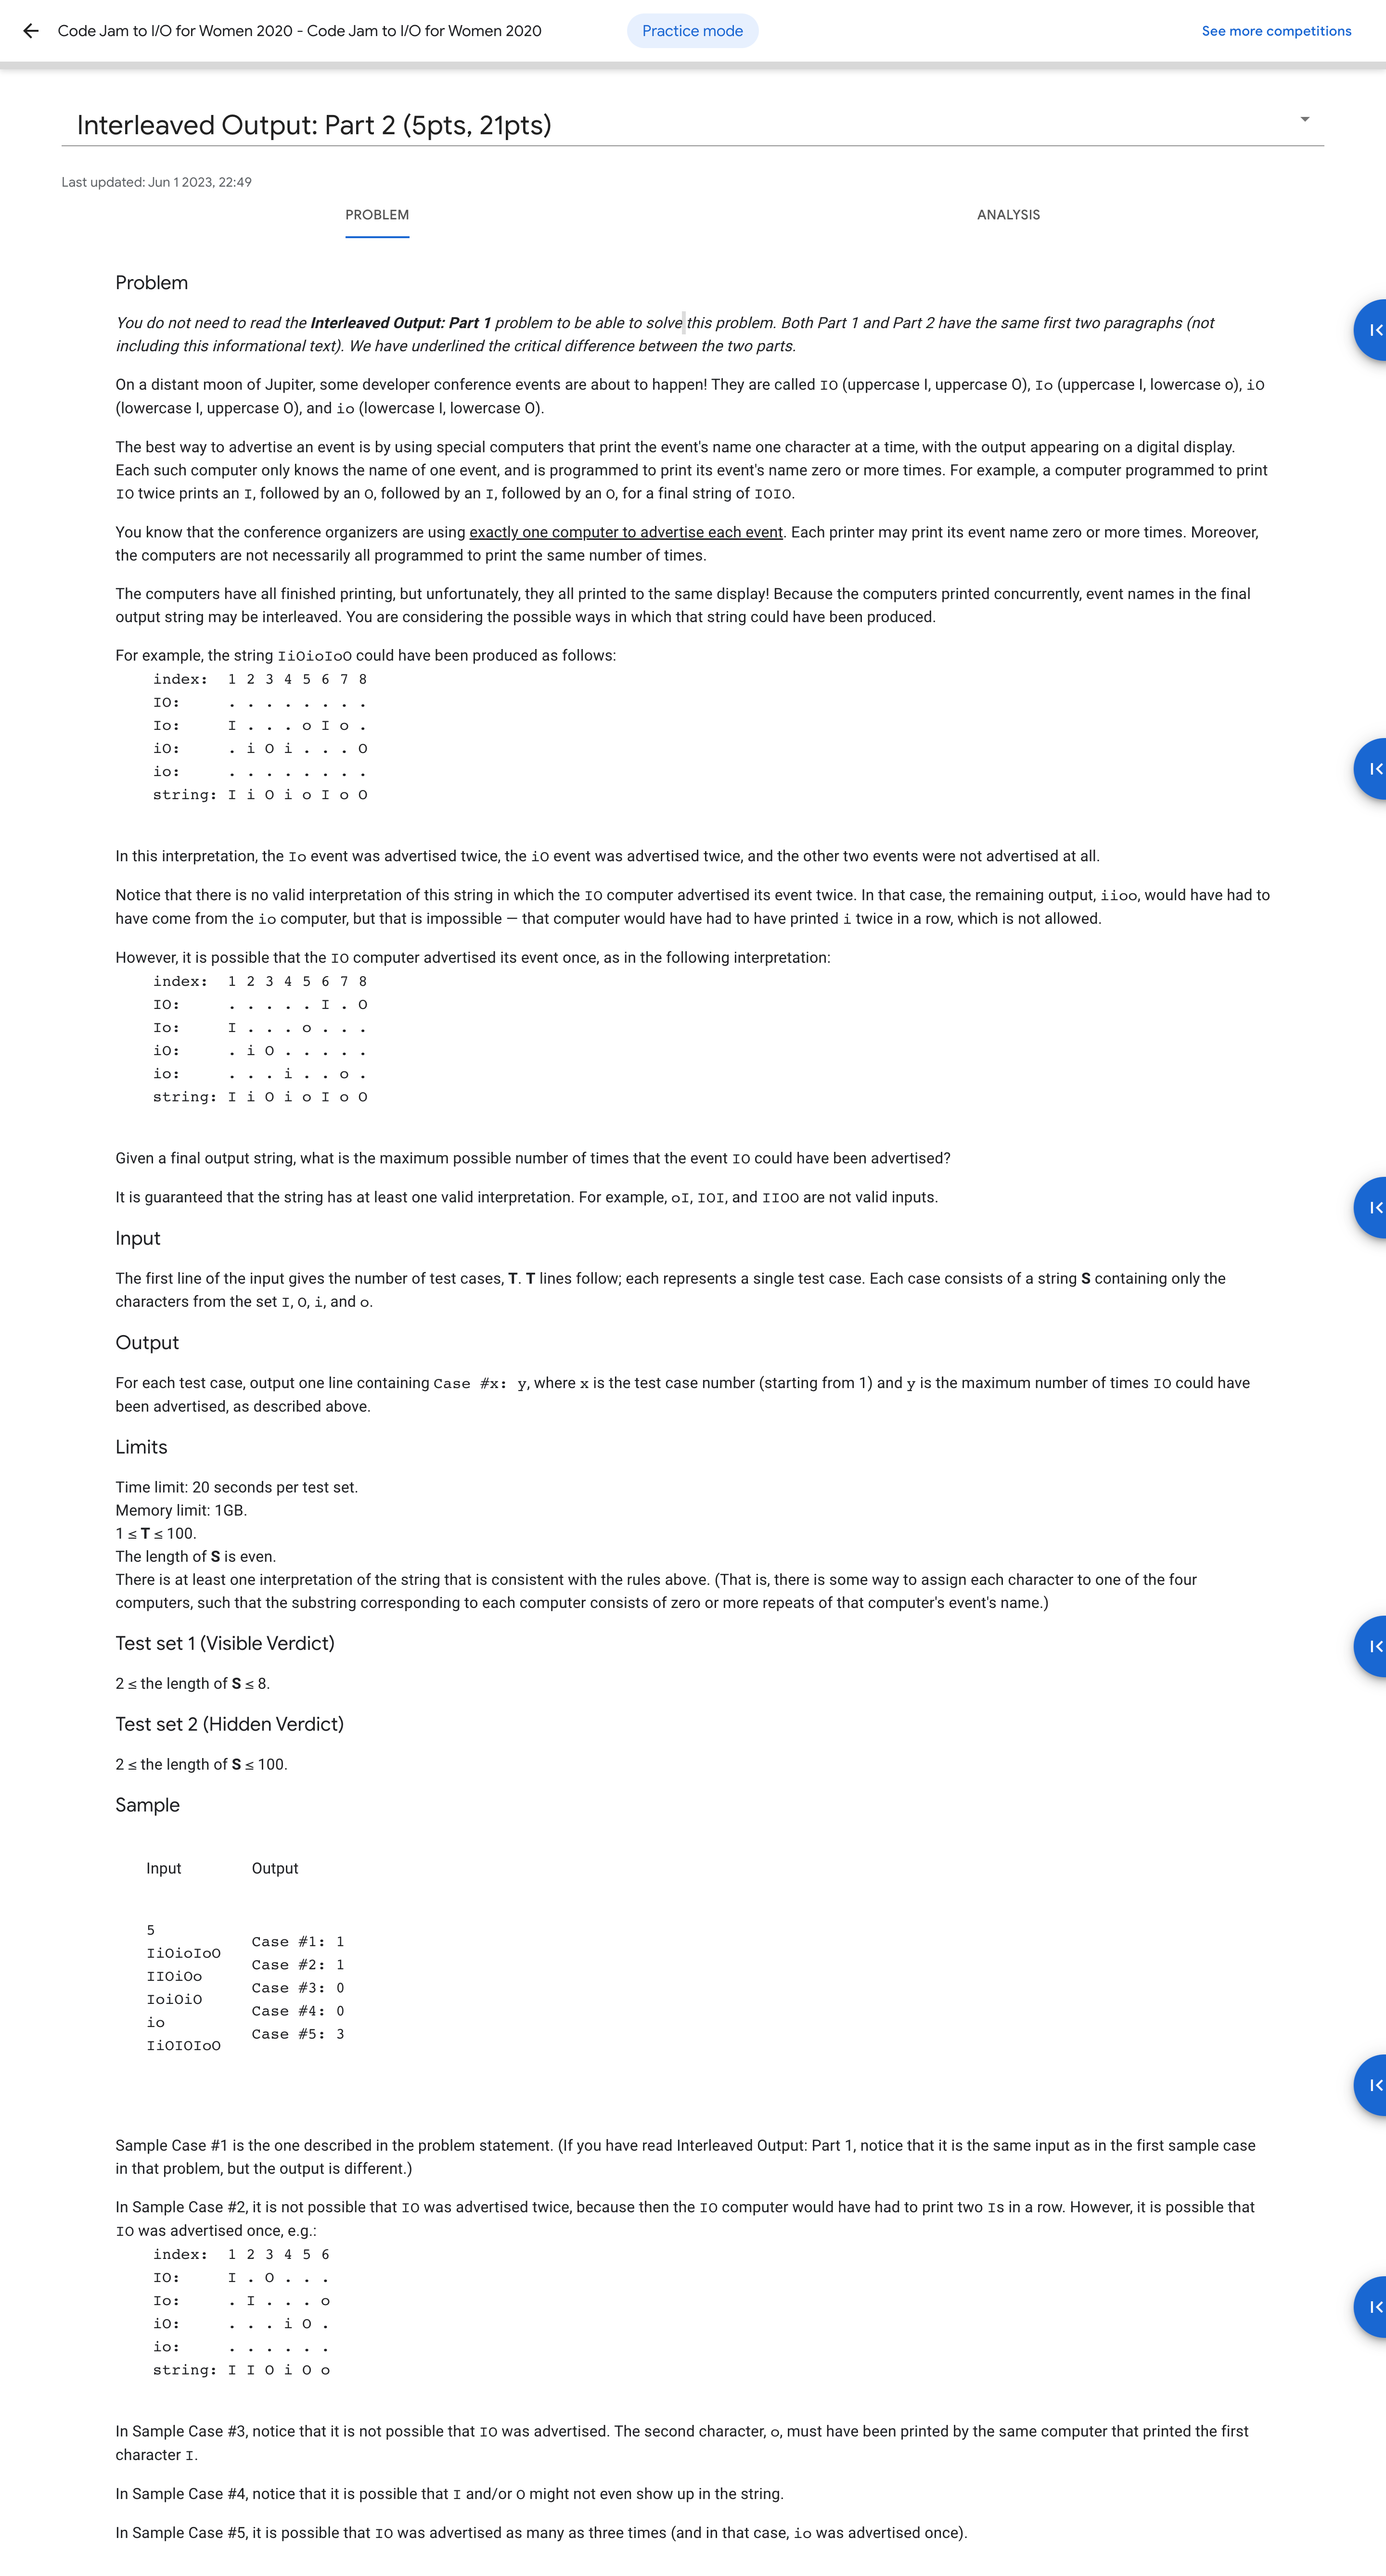 Code Jam to I/O for Women 2020 - Code Jam to I/O for Women 2020
Practice mode
See more competitions
Interleaved Output: Part 2 (5pts, 21pts)
Last updated: Jun 1 2023, 22:49
PROBLEM
ANALYSIS
Problem
You do not need to read the Interleaved Output: Part 1 problem to be able to solve this problem. Both Part 1 and Part 2 have the same first two paragraphs (not
including this informational text). We have underlined the critical difference between the two parts.
On a distant moon of Jupiter, some developer conference events are about to happen! They are called IO (uppercase I, uppercase O), Io (uppercase I, lowercase o), iO
(lowercase I, uppercase O), and io (lowercase I, lowercase O).
The best way to advertise an event is by using special computers that print the event's name one character at a time, with the output appearing on a digital display.
Each such computer only knows the name of one event, and is programmed to print its event's name zero or more times. For example, a computer programmed to print
IO twice prints an I, followed by an O, followed by an I, followed by an O, for a final string of IOIO.
You know that the conference organizers are using exactly one computer to advertise each event. Each printer may print its event name zero or more times. Moreover,
the computers are not necessarily all programmed to print the same number of times.
The computers have all finished printing, but unfortunately, they all printed to the same display! Because the computers printed concurrently, event names in the final
output string may be interleaved. You are considering the possible ways in which that string could have been produced.
For example, the string IiOioIoO could have been produced as follows:
index: 1 2 3 4 5 6 7 8
IO: . . . . . . . .
Io: I . . . o I o .
iO: . i O i . . . O
io: . . . . . . . .
string: I i O i o I o O
In this interpretation, the Io event was advertised twice, the iO event was advertised twice, and the other two events were not advertised at all.
Notice that there is no valid interpretation of this string in which the IO computer advertised its event twice. In that case, the remaining output, iioo, would have had to
have come from the io computer, but that is impossible — that computer would have had to have printed i twice in a row, which is not allowed.
However, it is possible that the IO computer advertised its event once, as in the following interpretation:
index: 1 2 3 4 5 6 7 8
IO: . . . . . I . O
Io: I . . . o . . .
iO: . i O . . . . .
io: . . . i . . o .
string: I i O i o I o O
Given a final output string, what is the maximum possible number of times that the event IO could have been advertised?
It is guaranteed that the string has at least one valid interpretation. For example, oI, IOI, and IIOO are not valid inputs.
Input
The first line of the input gives the number of test cases, T. T lines follow; each represents a single test case. Each case consists of a string S containing only the
characters from the set I, O, i, and o.
Output
For each test case, output one line containing Case #x: y, where x is the test case number (starting from 1) and y is the maximum number of times IO could have
been advertised, as described above.
Limits
Time limit: 20 seconds per test set.
Memory limit: 1GB.
1 ≤ T ≤ 100.
The length of S is even.
There is at least one interpretation of the string that is consistent with the rules above. (That is, there is some way to assign each character to one of the four
computers, such that the substring corresponding to each computer consists of zero or more repeats of that computer's event's name.)
Test set 1 (Visible Verdict)
2 ≤ the length of S ≤ 8.
Test set 2 (Hidden Verdict)
2 ≤ the length of S ≤ 100.
Sample
Input
Output
5
IiOioIoO
IIOiOo
IoiOiO
io
IiOIOIoO
Case #1: 1
Case #2: 1
Case #3: 0
Case #4: 0
Case #5: 3
Sample Case #1 is the one described in the problem statement. (If you have read Interleaved Output: Part 1, notice that it is the same input as in the first sample case
in that problem, but the output is different.)
In Sample Case #2, it is not possible that IO was advertised twice, because then the IO computer would have had to print two Is in a row. However, it is possible that
IO was advertised once, e.g.:
index: 1 2 3 4 5 6
IO: I . O . . .
Io: . I . . . o
iO: . . . i O .
io: . . . . . .
string: I I O i O o
In Sample Case #3, notice that it is not possible that IO was advertised. The second character, o, must have been printed by the same computer that printed the first
character I.
In Sample Case #4, notice that it is possible that I and/or O might not even show up in the string.
In Sample Case #5, it is possible that IO was advertised as many as three times (and in that case, io was advertised once).